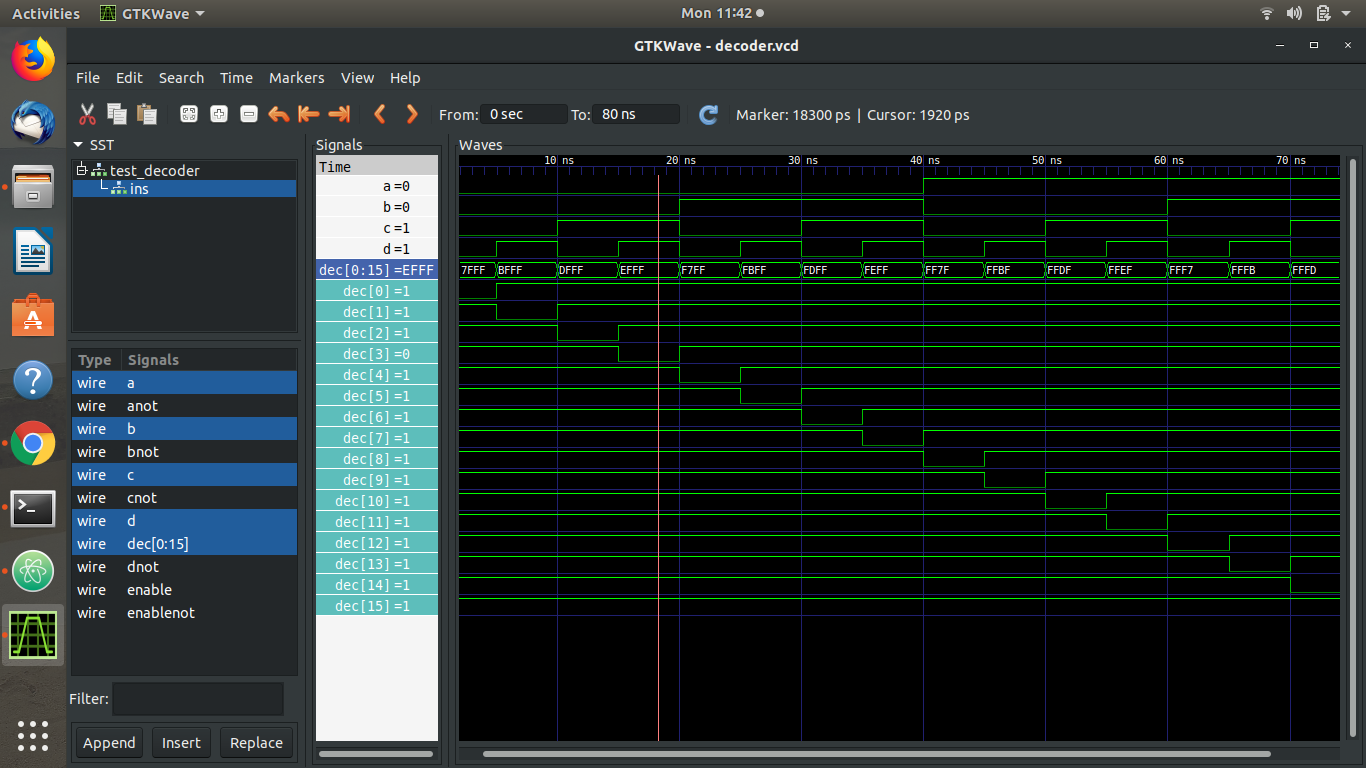 Activities GTKWave Mon 11:42
GTKWave - decoder.vcd
File Edit Search Time Markers View Help
From: 0 sec To: 80 ns Marker: 18300 ps | Cursor: 1920 ps
SST
test_decoder
ins
Type Signals
wire a
wire anot
wire b
wire bnot
wire c
wire cnot
wire d
wire dec[0:15]
wire dnot
wire enable
wire enablenot
Filter:
Append Insert Replace
Signals
Time
a=0
b=0
c=1
d=1
dec[0:15]=EFFF
dec[0]=1
dec[1]=1
dec[2]=1
dec[3]=0
dec[4]=1
dec[5]=1
dec[6]=1
dec[7]=1
dec[8]=1
dec[9]=1
dec[10]=1
dec[11]=1
dec[12]=1
dec[13]=1
dec[14]=1
dec[15]=1
Waves
10 ns 20 ns 30 ns 40 ns 50 ns 60 ns 70 ns
7FFF BFFF DFFF EFFF F7FF FBFF FDFF FEFF FF7F FFBF FFDF FFEF FFF7 FFFB FFFD